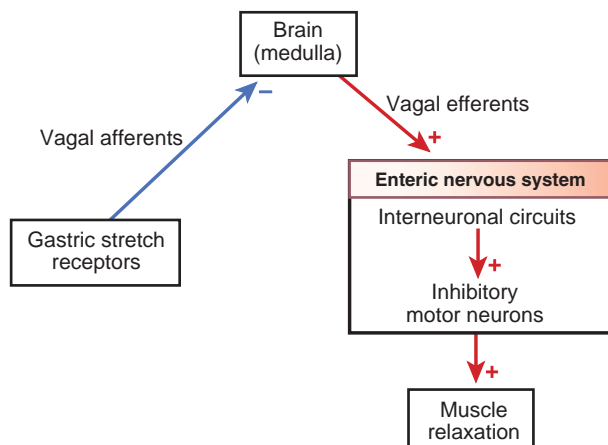 Brain
(medulla)
−
Vagal efferents
+
Vagal afferents
Enteric nervous system
Interneuronal circuits
+
Inhibitory
motor neurons
Gastric stretch
receptors
+
Muscle
relaxation